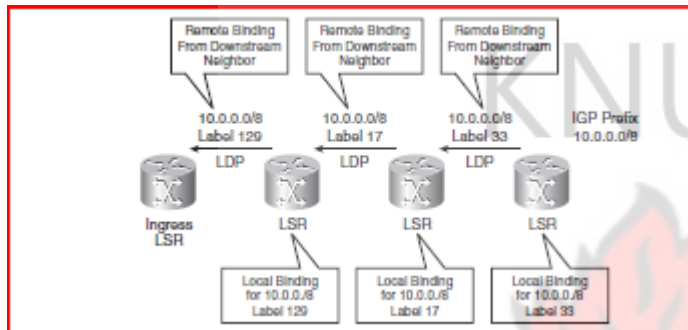 Remote Binding
From Downstream
Neighbor
Remote Binding
From Downstream
Neighbor
Remote Binding
From Downstream
Neighbor
10.0.0.0/8
Label 129
10.0.0.0/8
Label 17
10.0.0.0/8
Label 33
IGP Prefix
10.0.0.0/8
LDP
LDP
LDP
Ingress
LSR
LSR
LSR
LSR
Local Binding
for 10.0.0./8
Label 129
Local Binding
for 10.0.0./8
Label 17
Local Binding
for 10.0.0./8
Label 33